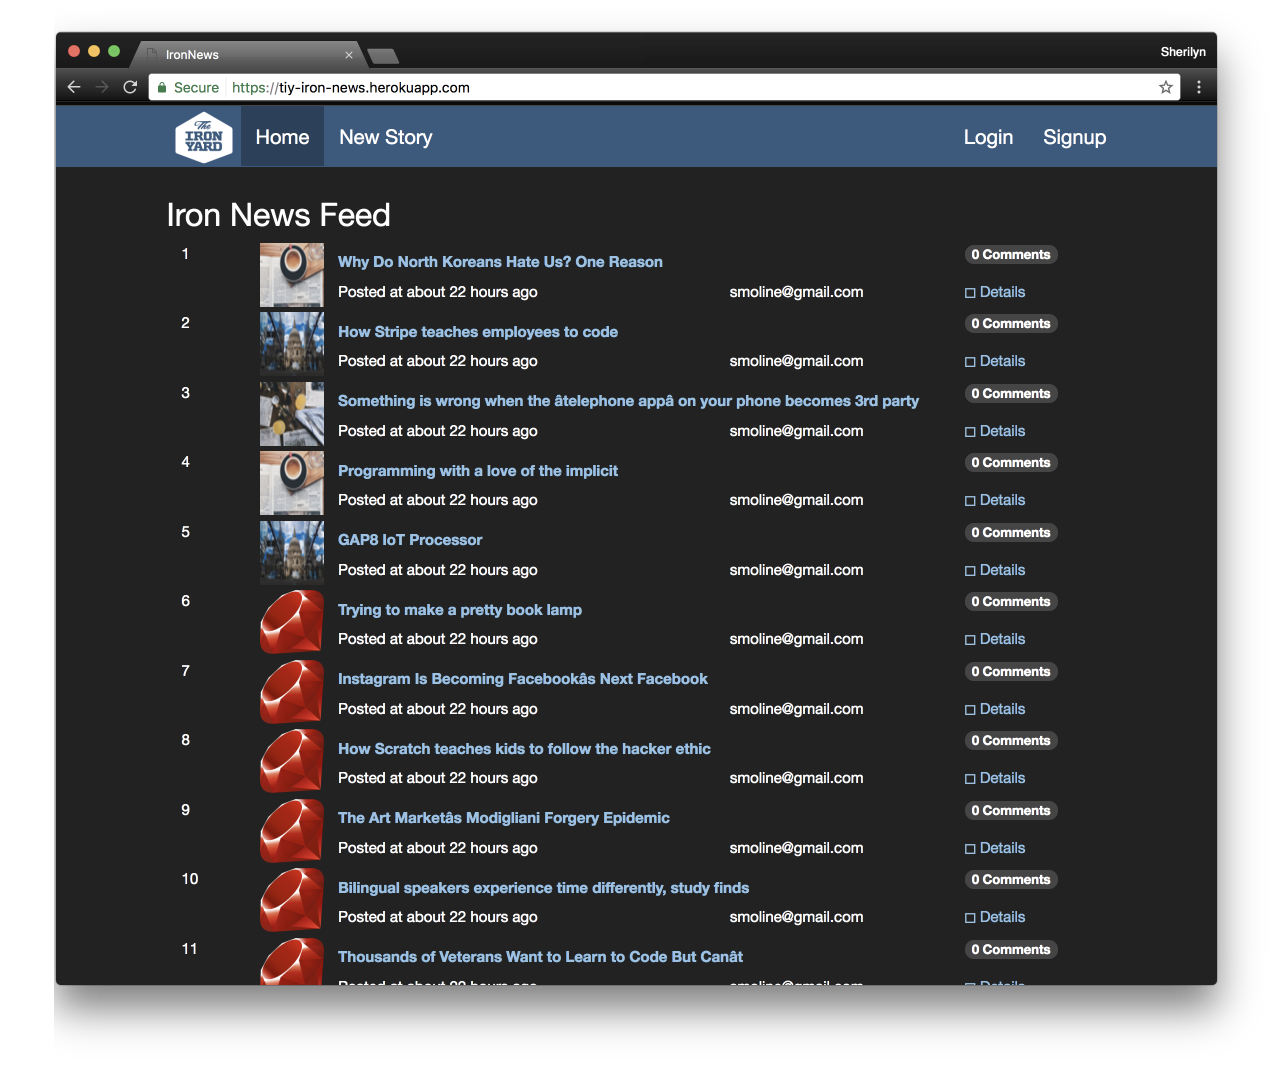 IronNews
Sherilyn
Secure https://tiy-iron-news.herokuapp.com
The
IRON
YARD
Home New Story Login Signup
Iron News Feed
1 Why Do North Koreans Hate Us? One Reason 0 Comments
Posted at about 22 hours ago smoline@gmail.com Details
2 How Stripe teaches employees to code 0 Comments
Posted at about 22 hours ago smoline@gmail.com Details
3 Something is wrong when the âtelephone appâ on your phone becomes 3rd party 0 Comments
Posted at about 22 hours ago smoline@gmail.com Details
4 Programming with a love of the implicit 0 Comments
Posted at about 22 hours ago smoline@gmail.com Details
5 GAP8 IoT Processor 0 Comments
Posted at about 22 hours ago smoline@gmail.com Details
6 Trying to make a pretty book lamp 0 Comments
Posted at about 22 hours ago smoline@gmail.com Details
7 Instagram Is Becoming Facebookâs Next Facebook 0 Comments
Posted at about 22 hours ago smoline@gmail.com Details
8 How Scratch teaches kids to follow the hacker ethic 0 Comments
Posted at about 22 hours ago smoline@gmail.com Details
9 The Art Marketâs Modigliani Forgery Epidemic 0 Comments
Posted at about 22 hours ago smoline@gmail.com Details
10 Bilingual speakers experience time differently, study finds 0 Comments
Posted at about 22 hours ago smoline@gmail.com Details
11 Thousands of Veterans Want to Learn to Code But Canât 0 Comments
Posted at about 22 hours ago smoline@gmail.com Details